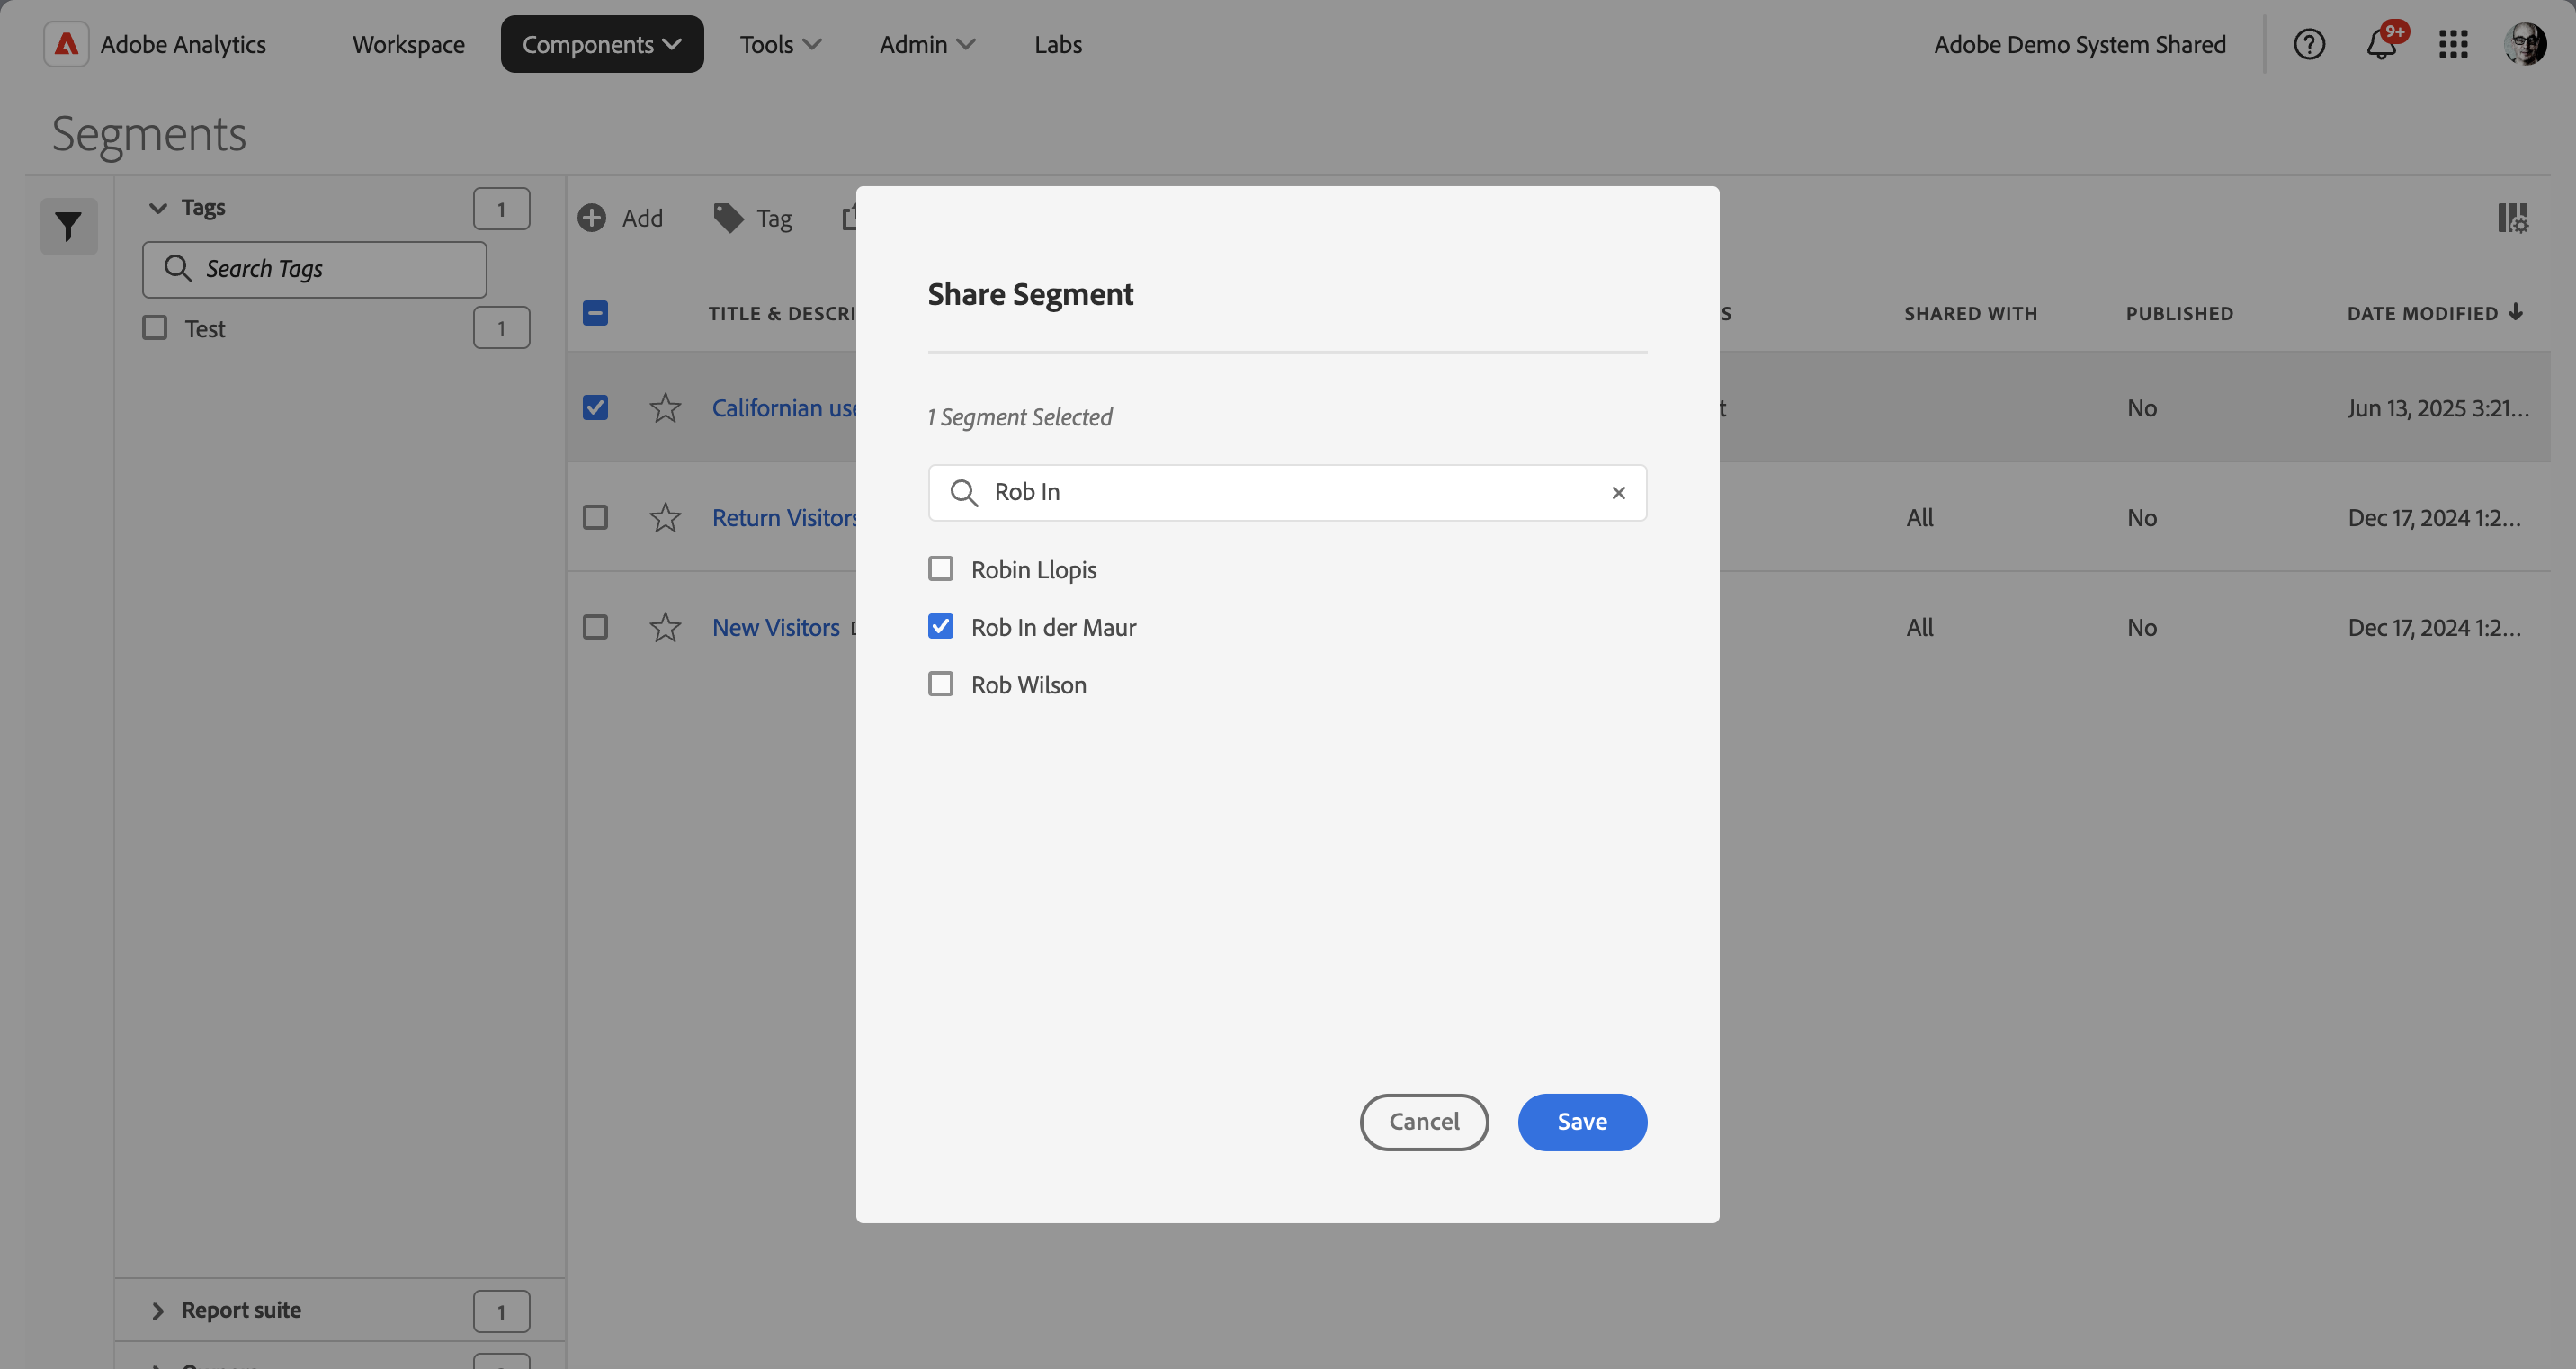 Adobe Analytics Workspace Components Tools Admin Labs Adobe Demo System Shared 9+
Segments
Tags 1
Search Tags
Test 1
Report suite 1
Add Tag
TITLE & DESCRI S SHARED WITH PUBLISHED DATE MODIFIED
Californian use t No Jun 13, 2025 3:21...
Return Visitors All No Dec 17, 2024 1:2...
New Visitors All No Dec 17, 2024 1:2...
Share Segment
1 Segment Selected
Rob In
Robin Llopis
Rob In der Maur
Rob Wilson
Cancel Save